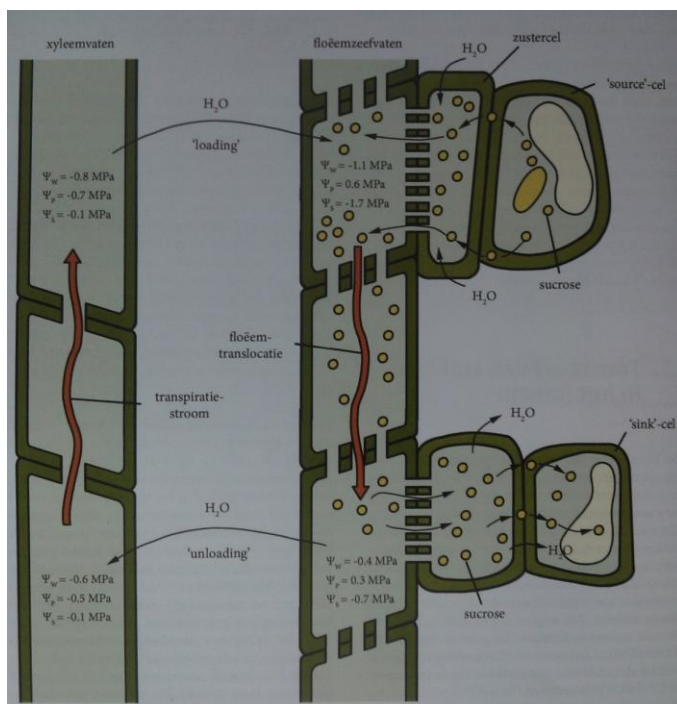 xyleemvaten
floëemzeefvaten
zustercel
'source'-cel
H₂O
H₂O
'loading'
Ψw = -0.8 MPa
Ψp = -0.7 MPa
Ψs = -0.1 MPa
Ψw = -1.1 MPa
Ψp = 0.6 MPa
Ψs = -1.7 MPa
H₂O
sucrose
floëem-
translocatie
transpiratie-
stroom
H₂O
'sink'-cel
H₂O
'unloading'
H₂O
Ψw = -0.6 MPa
Ψp = -0.5 MPa
Ψs = -0.1 MPa
Ψw = -0.4 MPa
Ψp = 0.3 MPa
Ψs = -0.7 MPa
sucrose